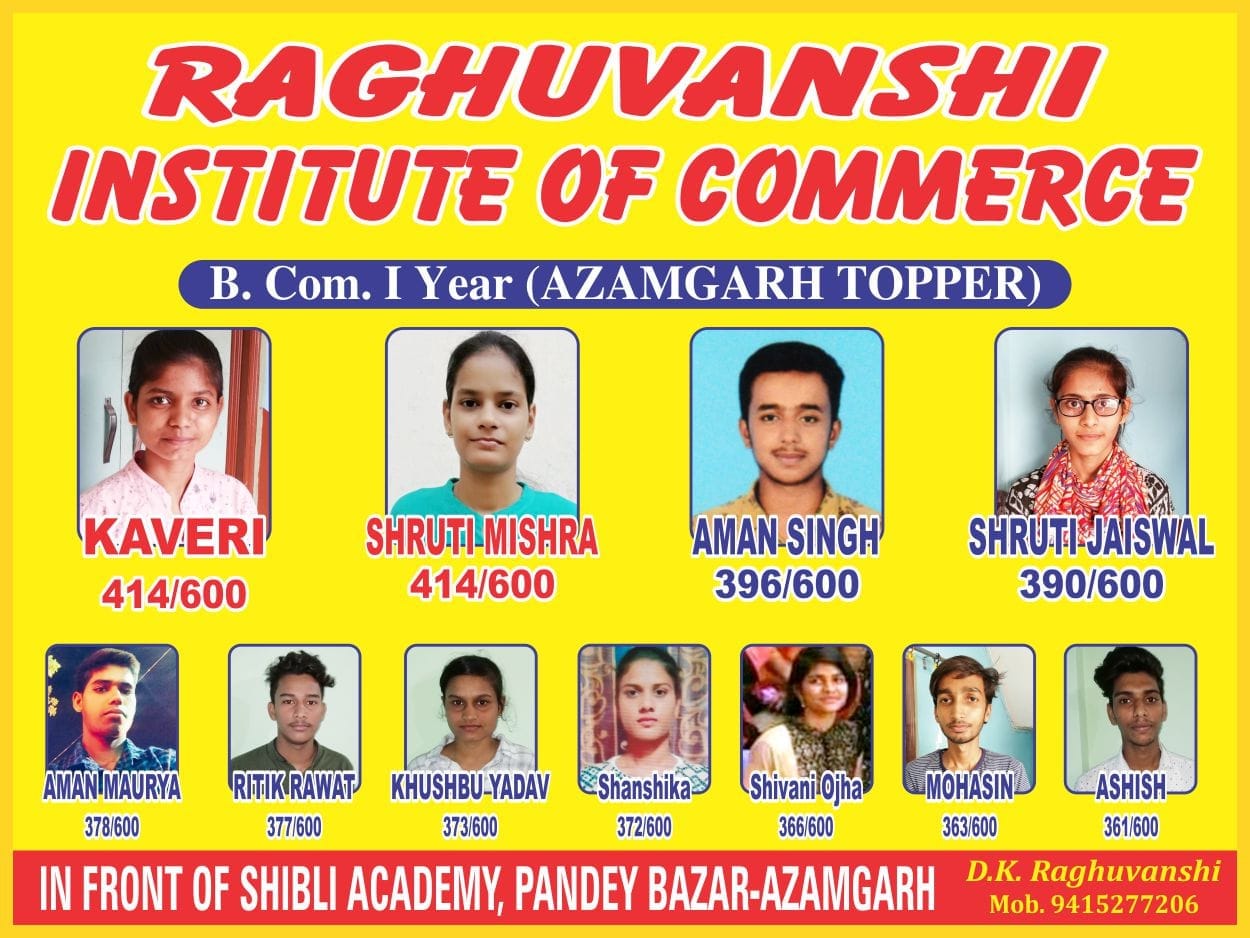 RAGHUVANSHI
INSTITUTE OF COMMERCE
B. Com. I Year (AZAMGARH TOPPER)
KAVERI
414/600
SHRUTI MISHRA
414/600
AMAN SINGH
396/600
SHRUTI JAISWAL
390/600
AMAN MAURYA
378/600
RITIK RAWAT
377/600
KHUSHBU YADAV
373/600
Shanshika
372/600
Shivani Ojha
366/600
MOHASIN
363/600
ASHISH
361/600
IN FRONT OF SHIBLI ACADEMY, PANDEY BAZAR-AZAMGARH
D.K. Raghuvanshi
Mob. 9415277206